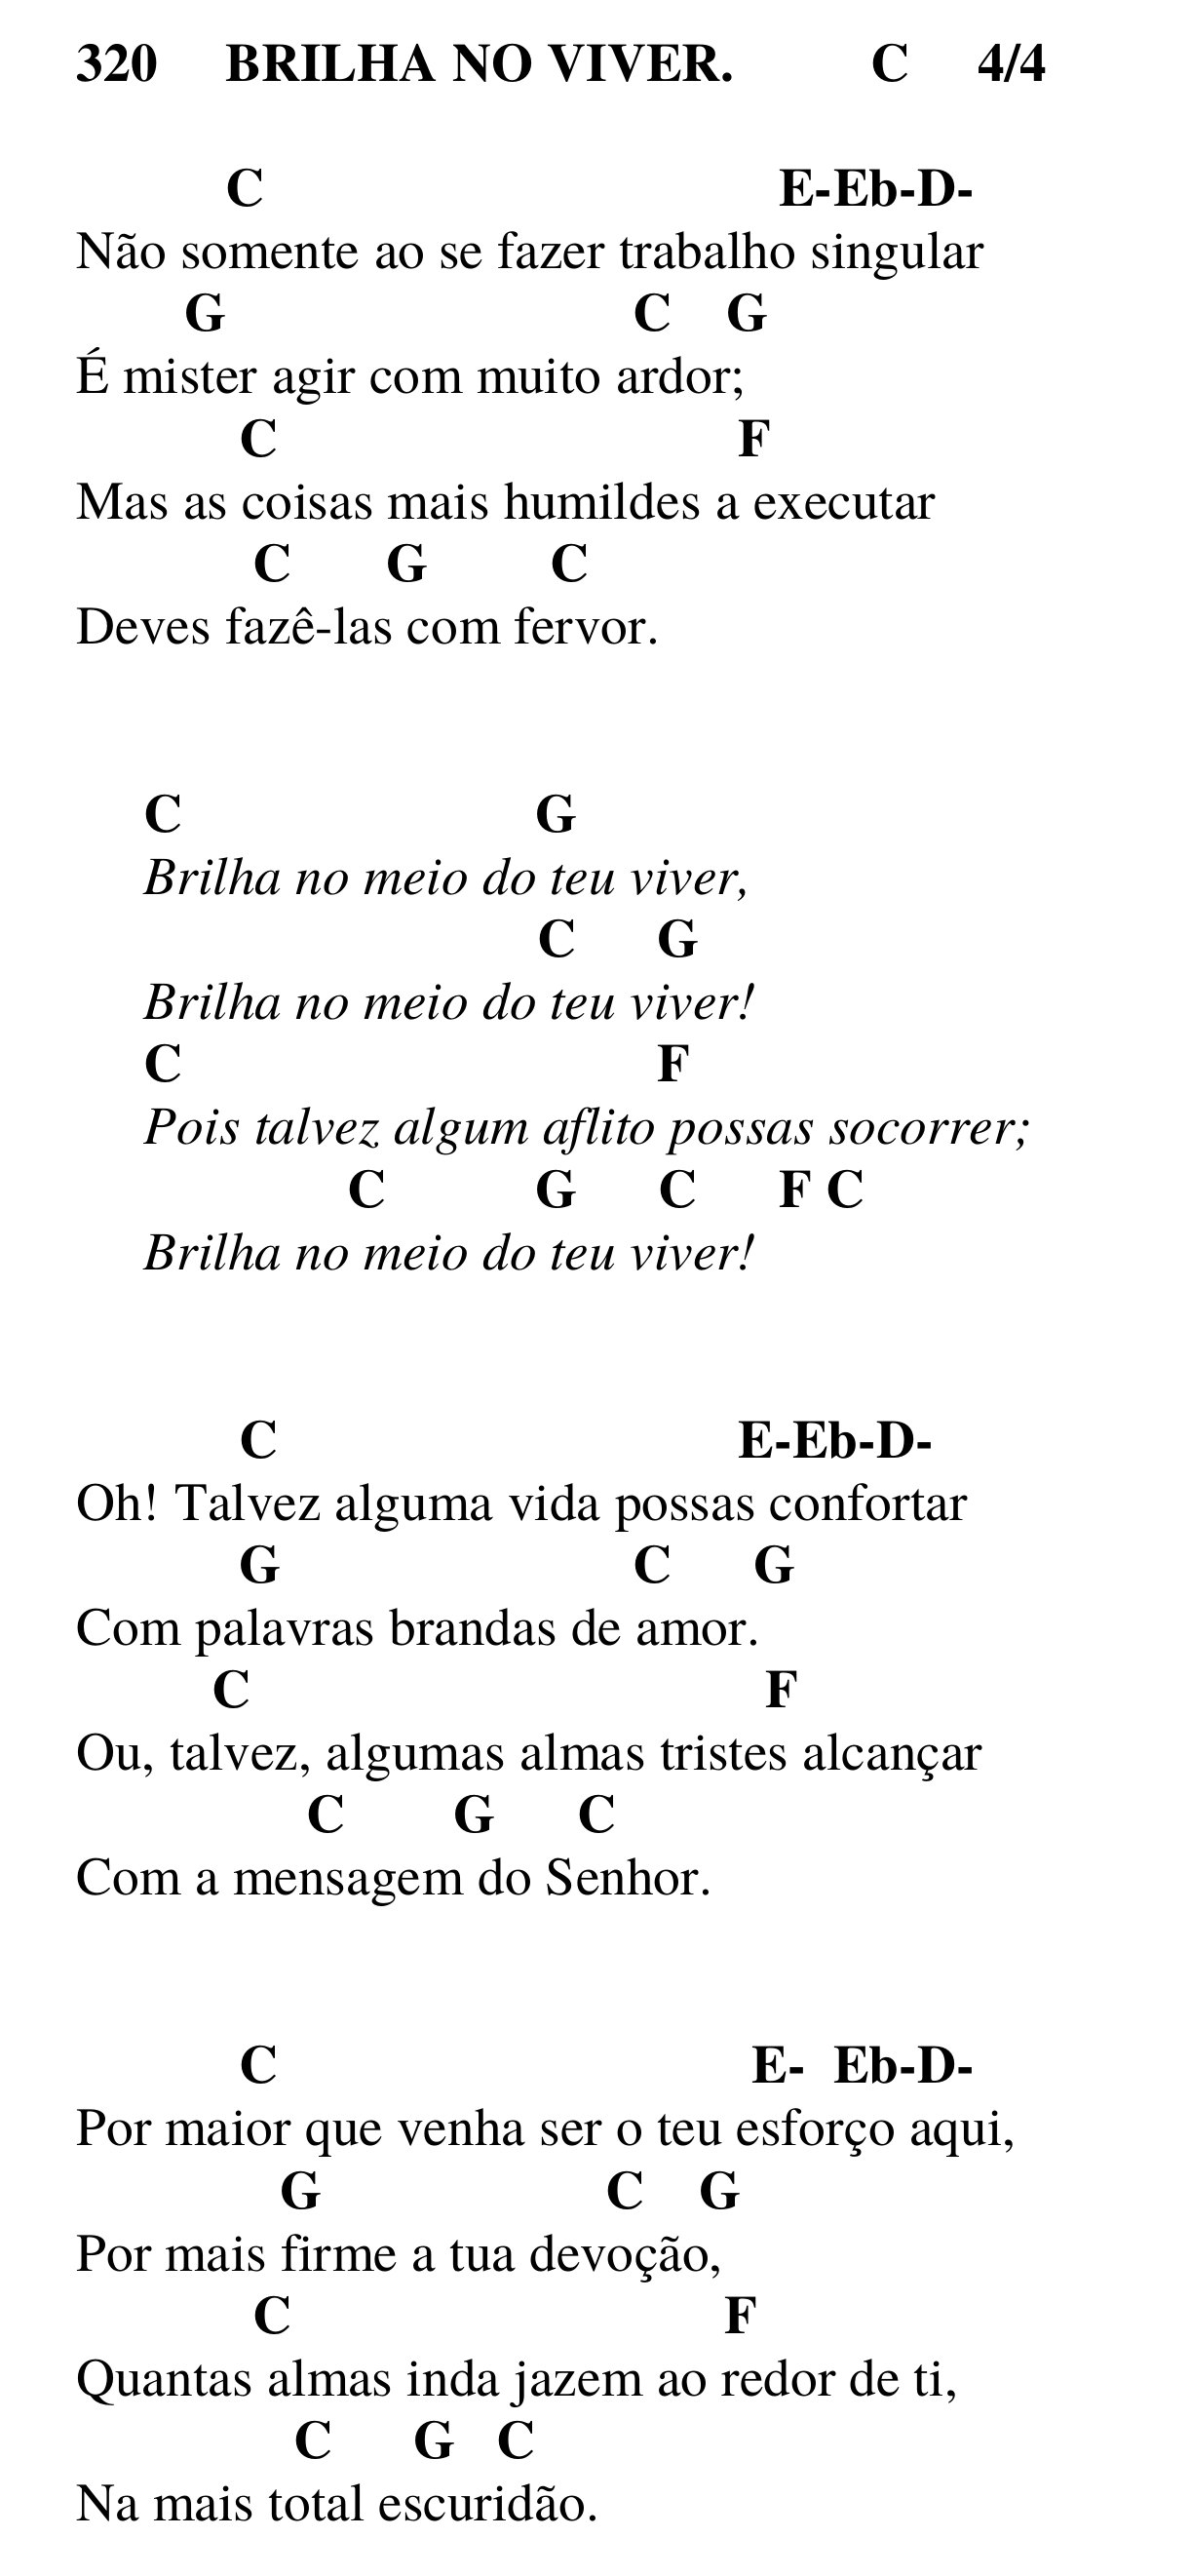 320 BRILHA NO VIVER. C 4/4
C E-Eb-D-
Não somente ao se fazer trabalho singular
G C G
É mister agir com muito ardor;
C F
Mas as coisas mais humildes a executar
C G C
Deves fazê-las com fervor.
C G
Brilha no meio do teu viver,
C G
Brilha no meio do teu viver!
C F
Pois talvez algum aflito possas socorrer;
C G C F C
Brilha no meio do teu viver!
C E-Eb-D-
Oh! Talvez alguma vida possas confortar
G C G
Com palavras brandas de amor.
C F
Ou, talvez, algumas almas tristes alcançar
C G C
Com a mensagem do Senhor.
C E- Eb-D-
Por maior que venha ser o teu esforço aqui,
G C G
Por mais firme a tua devoção,
C F
Quantas almas inda jazem ao redor de ti,
C G C
Na mais total escuridão.